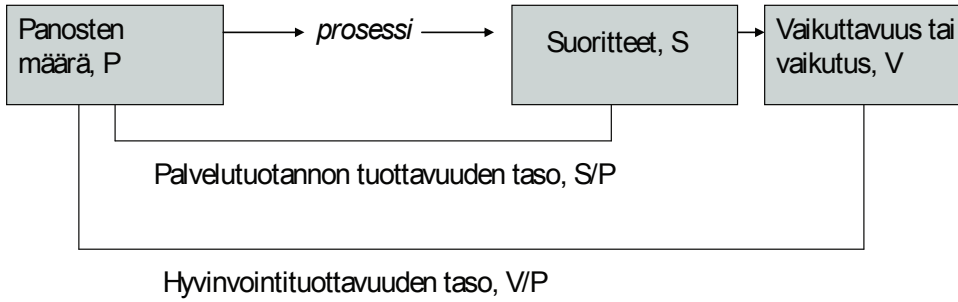 Panosten
määrä, P
prosessi
Suoritteet, S
Vaikuttavuus tai
vaikutus, V
Palvelutuotannon tuottavuuden taso, S/P
Hyvinvointituottavuuden taso, V/P